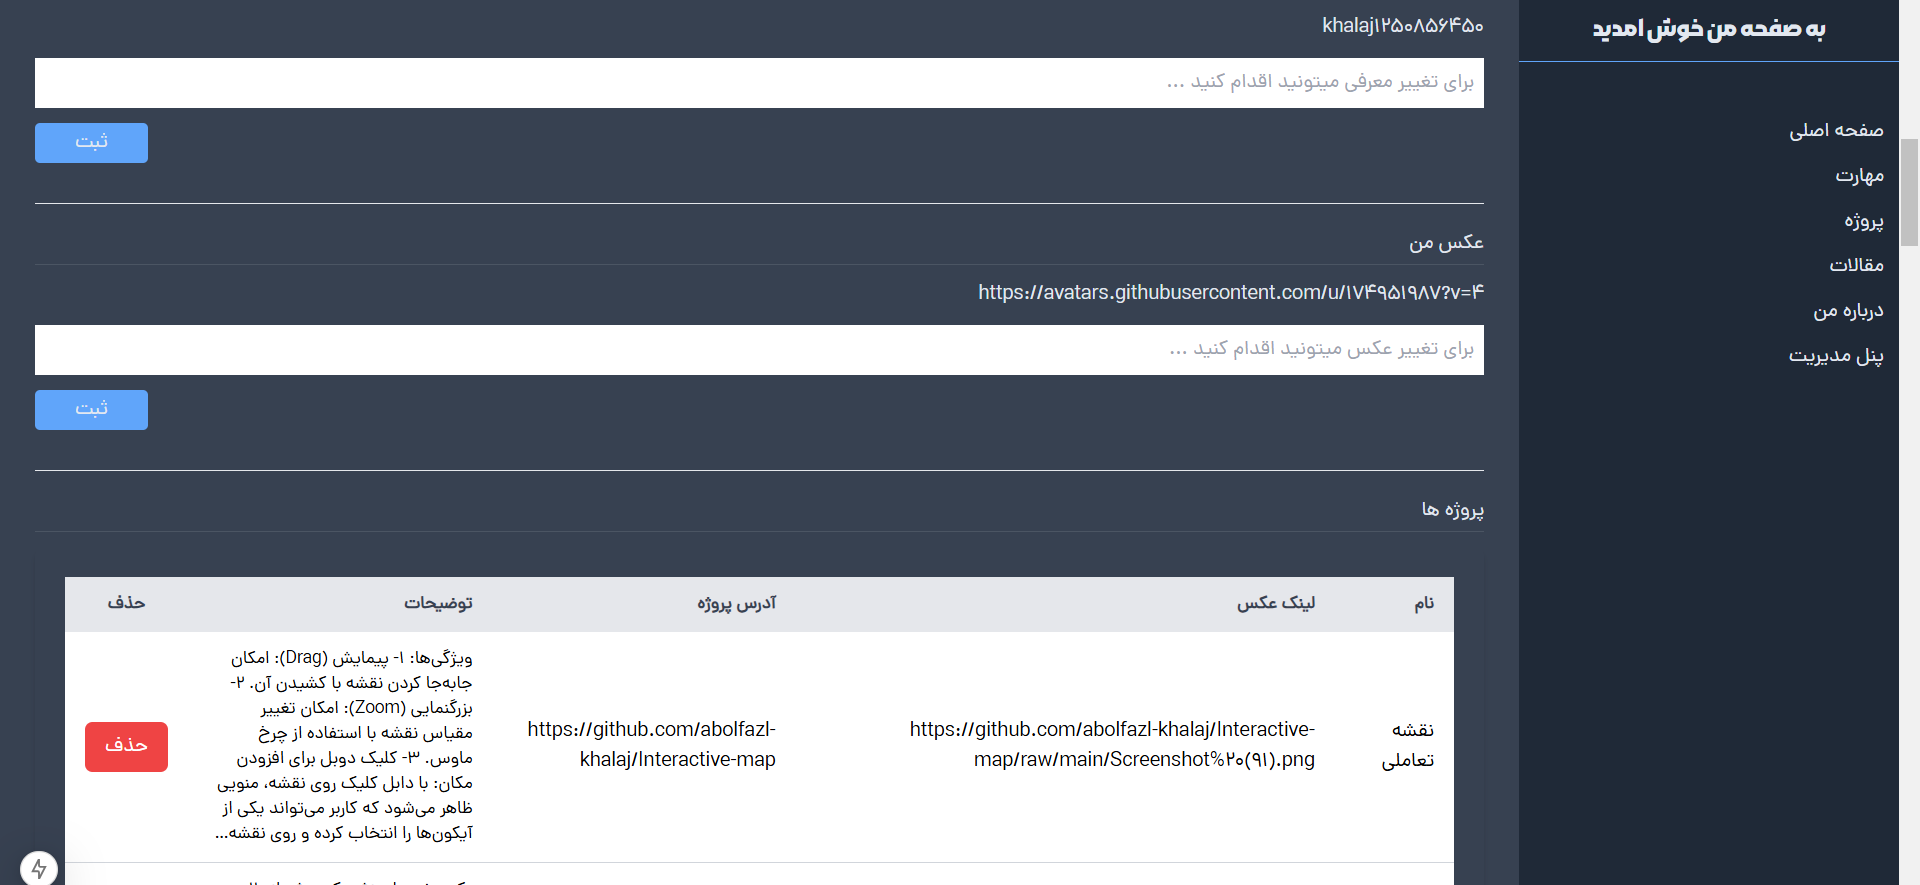 به صفحه من خوش امدید
صفحه اصلی
مهارت
پروژه
مقالات
درباره من
پنل مدیریت
khalaj۱۲۵۰۸۵۶۴۵۰
برای تغییر معرفی میتونید اقدام کنید ...
ثبت
عکس من
https://avatars.githubusercontent.com/u/۱۷۴۹۵۱۹۸۷?v=۴
برای تغییر عکس میتونید اقدام کنید ...
ثبت
پروژه ها
نام لینک عکس آدرس پروژه توضیحات حذف
نقشه
تعاملی
https://github.com/abolfazl-khalaj/Interactive-
map/raw/main/Screenshot%۲۰(۹۱).png
https://github.com/abolfazl-
khalaj/Interactive-map
ویژگی‌ها: ۱- پیمایش (Drag): امکان
جابه‌جا کردن نقشه با کشیدن آن. ۲-
بزرگنمایی (Zoom): امکان تغییر
مقیاس نقشه با استفاده از چرخ
ماوس. ۳- کلیک دوبل برای افزودن
مکان: با دابل کلیک روی نقشه، منویی
ظاهر می‌شود که کاربر می‌تواند یکی از
آیکون‌ها را انتخاب کرده و روی نقشه...
حذف